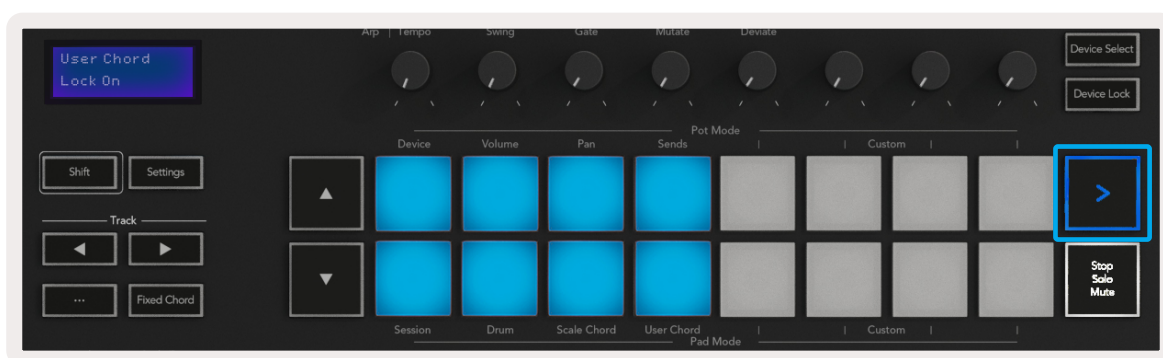 Arp | Tempo Swing Gate Mutate Deviate
User Chord
Lock On
Device Select
Device Lock
Pot Mode
Device Volume Pan Sends | | Custom | |
Shift Settings
▲
>
Track
◀ ▶
▼
Stop
Solo
Mute
... Fixed Chord
Session Drum Scale Chord User Chord | | Custom | |
Pad Mode